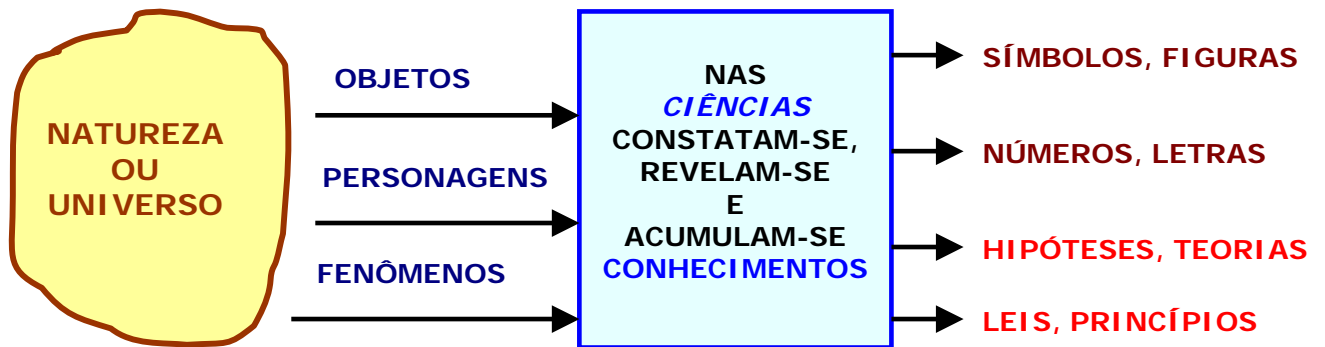 NATUREZA
OU
UNIVERSO
OBJETOS
PERSONAGENS
FENÔMENOS
NAS
CIÊNCIAS
CONSTATAM-SE,
REVELAM-SE
E
ACUMULAM-SE
CONHECIMENTOS
SÍMBOLOS, FIGURAS
NÚMEROS, LETRAS
HIPÓTESES, TEORIAS
LEIS, PRINCÍPIOS